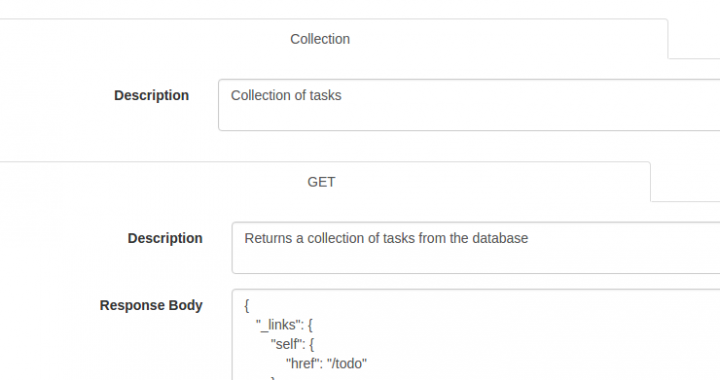 Collection
Description
Collection of tasks
GET
Description
Returns a collection of tasks from the database
Response Body
{
"_links": {
"self": {
"href": "/todo"